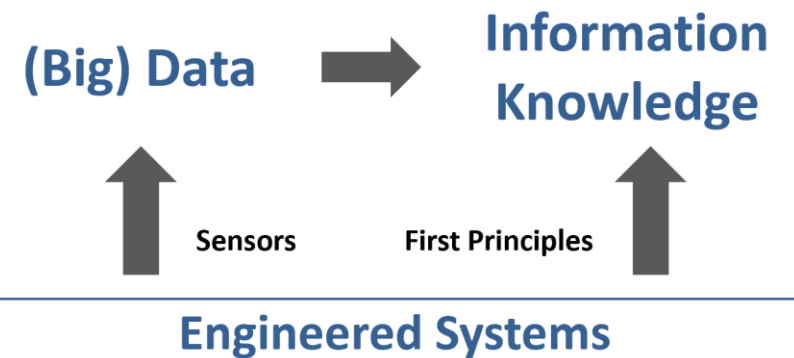 (Big) Data
Information
Knowledge
Sensors
First Principles
Engineered Systems